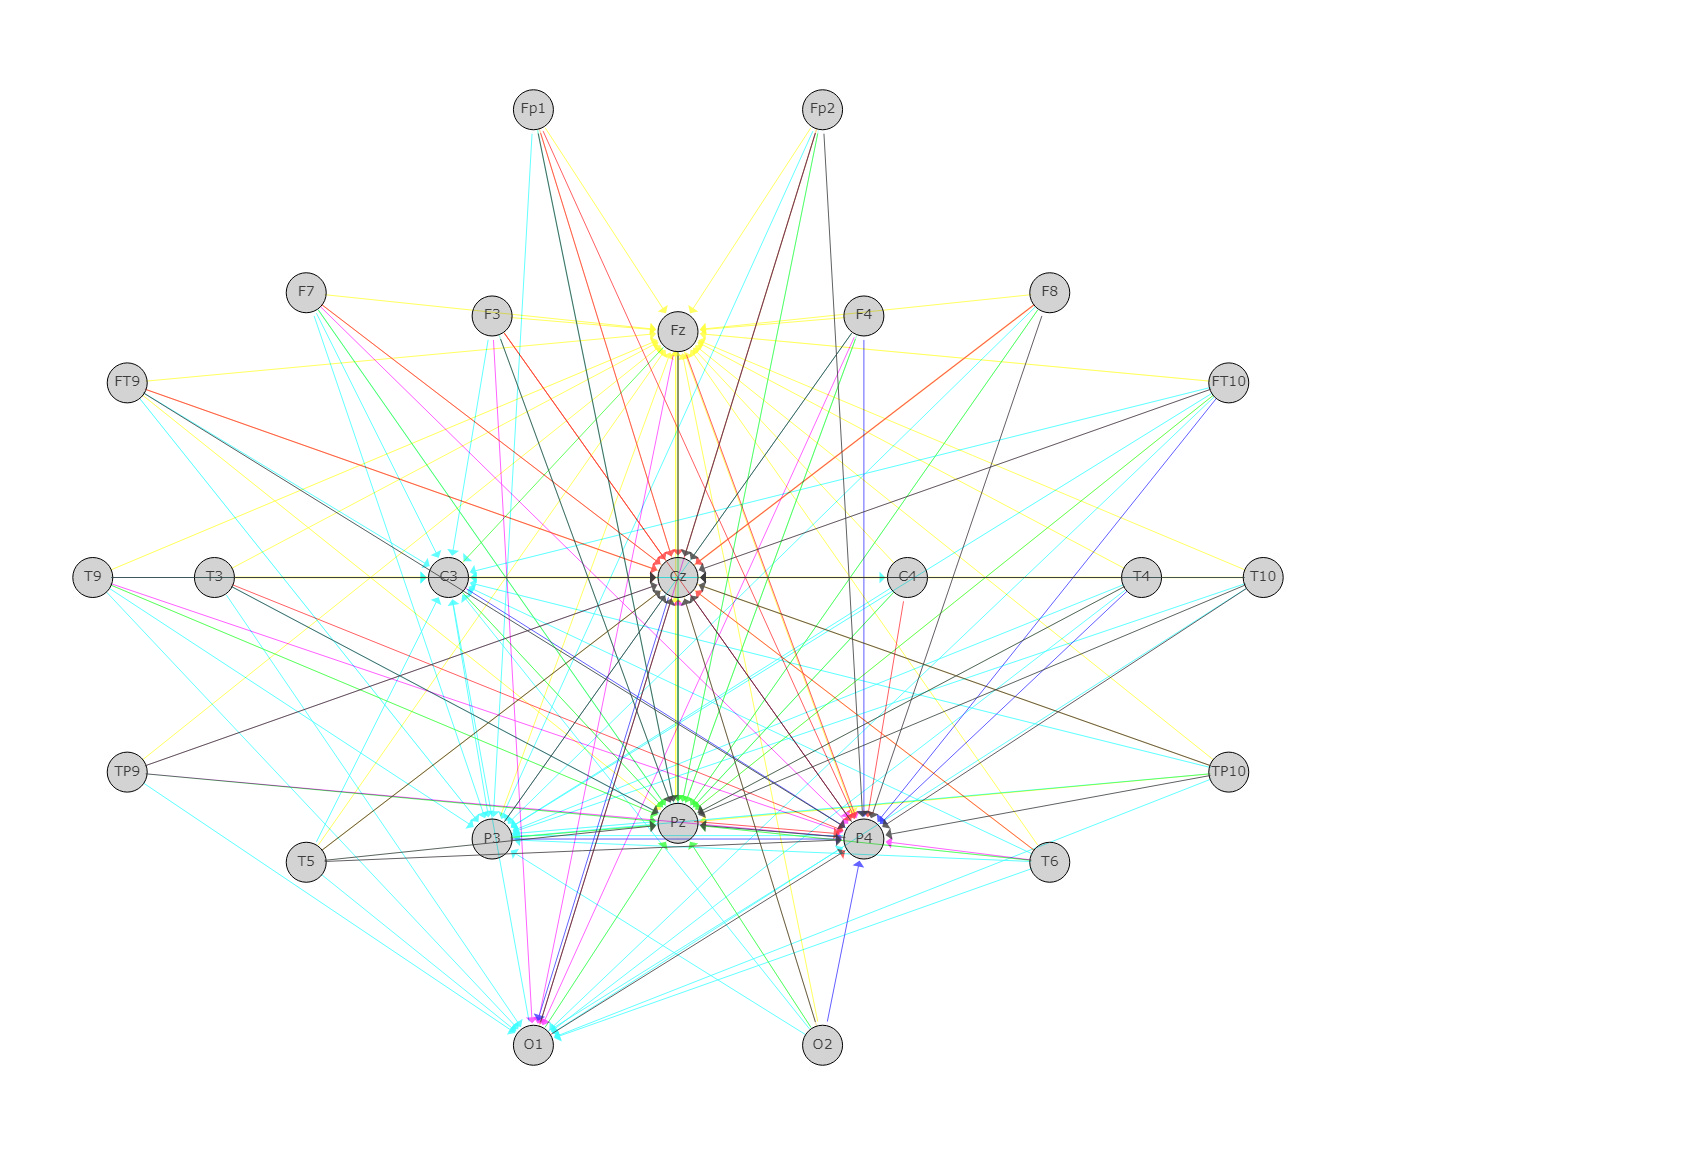 Fp1 Fp2
F7 F3 Fz F4 F8
FT9 FT10
T9 T3 C3 Cz C4 T4 T10
TP9 TP10
T5 P3 Pz P4 T6
O1 O2